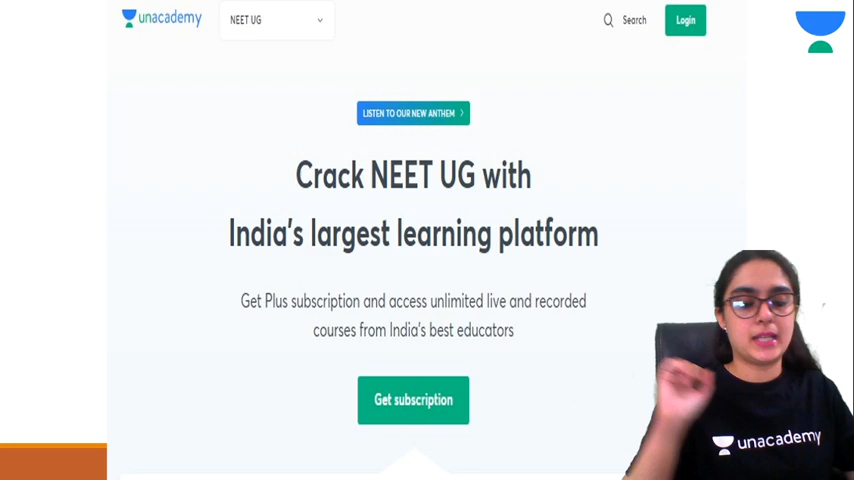 unacademy
NEET UG
Search
Login
LISTEN TO OUR NEW ANTHEM
Crack NEET UG with
India's largest learning platform
Get Plus subscription and access unlimited live and recorded
courses from India's best educators
Get subscription
unacademy